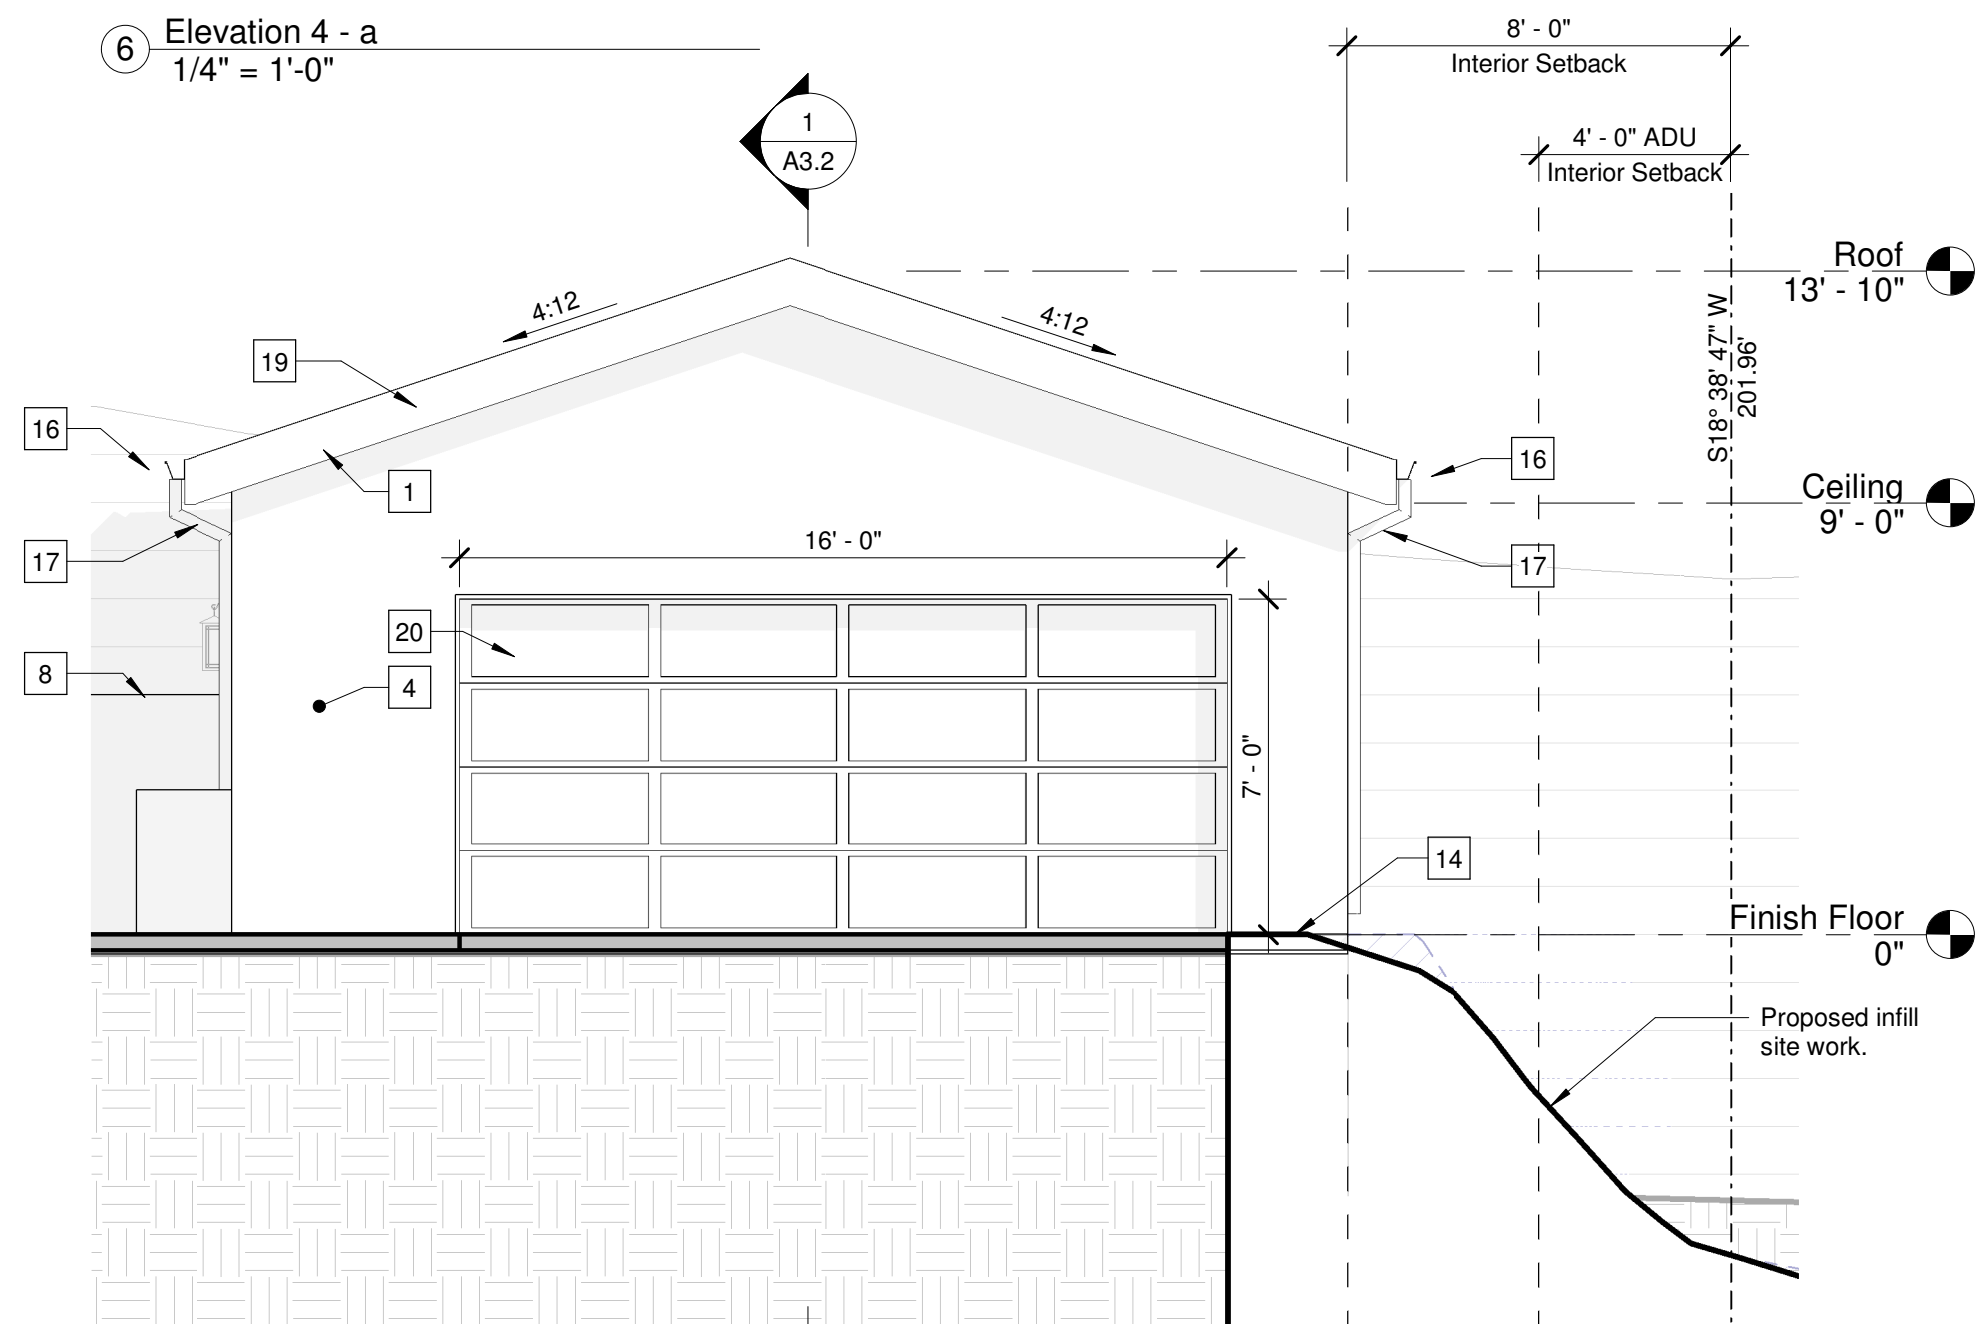 6
Elevation 4 - a
1/4" = 1'-0"
8' - 0"
Interior Setback
1
A3.2
4' - 0" ADU
Interior Setback
Roof
13' - 10"
4:12
4:12
S18° 38' 47" W
201.96'
19
16
16
1
Ceiling
9' - 0"
16' - 0"
17
17
20
8
4
7' - 0"
14
Finish Floor
0"
Proposed infill
site work.